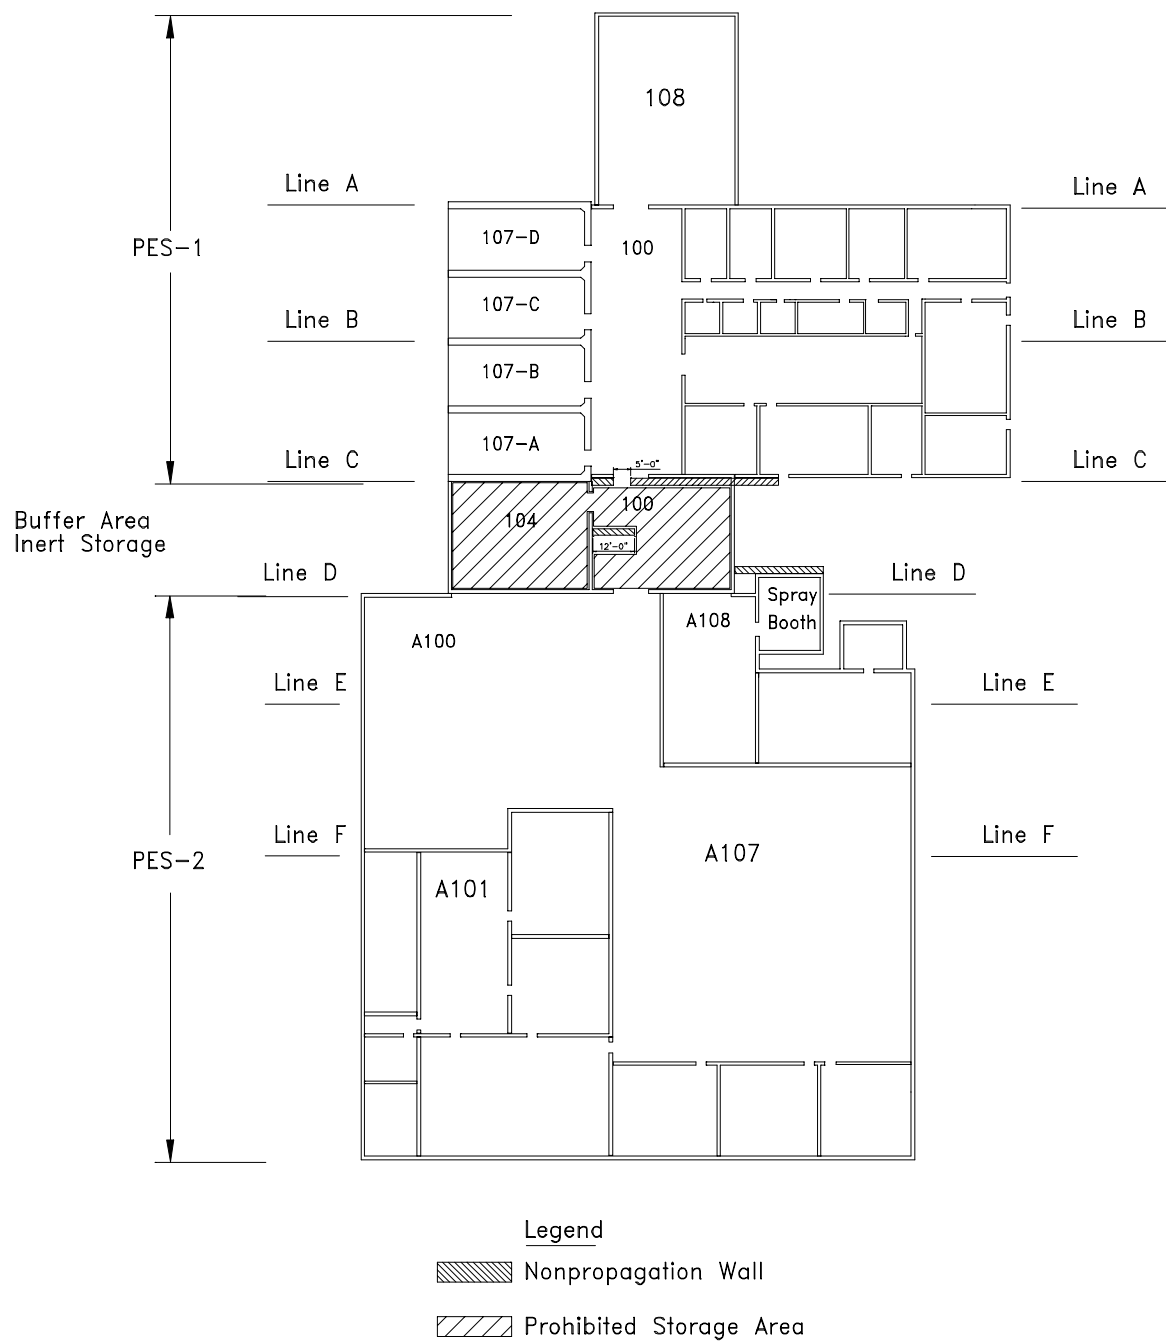 108
Line A
Line A
PES-1
107-D
100
107-C
Line B
Line B
107-B
107-A
Line C
5'-0"
Line C
Buffer Area
Inert Storage
104
100
12'-0"
Line D
Line D
Spray
Booth
A108
A100
Line E
Line E
Line F
Line F
PES-2
A107
A101
Legend
Nonpropagation Wall
Prohibited Storage Area